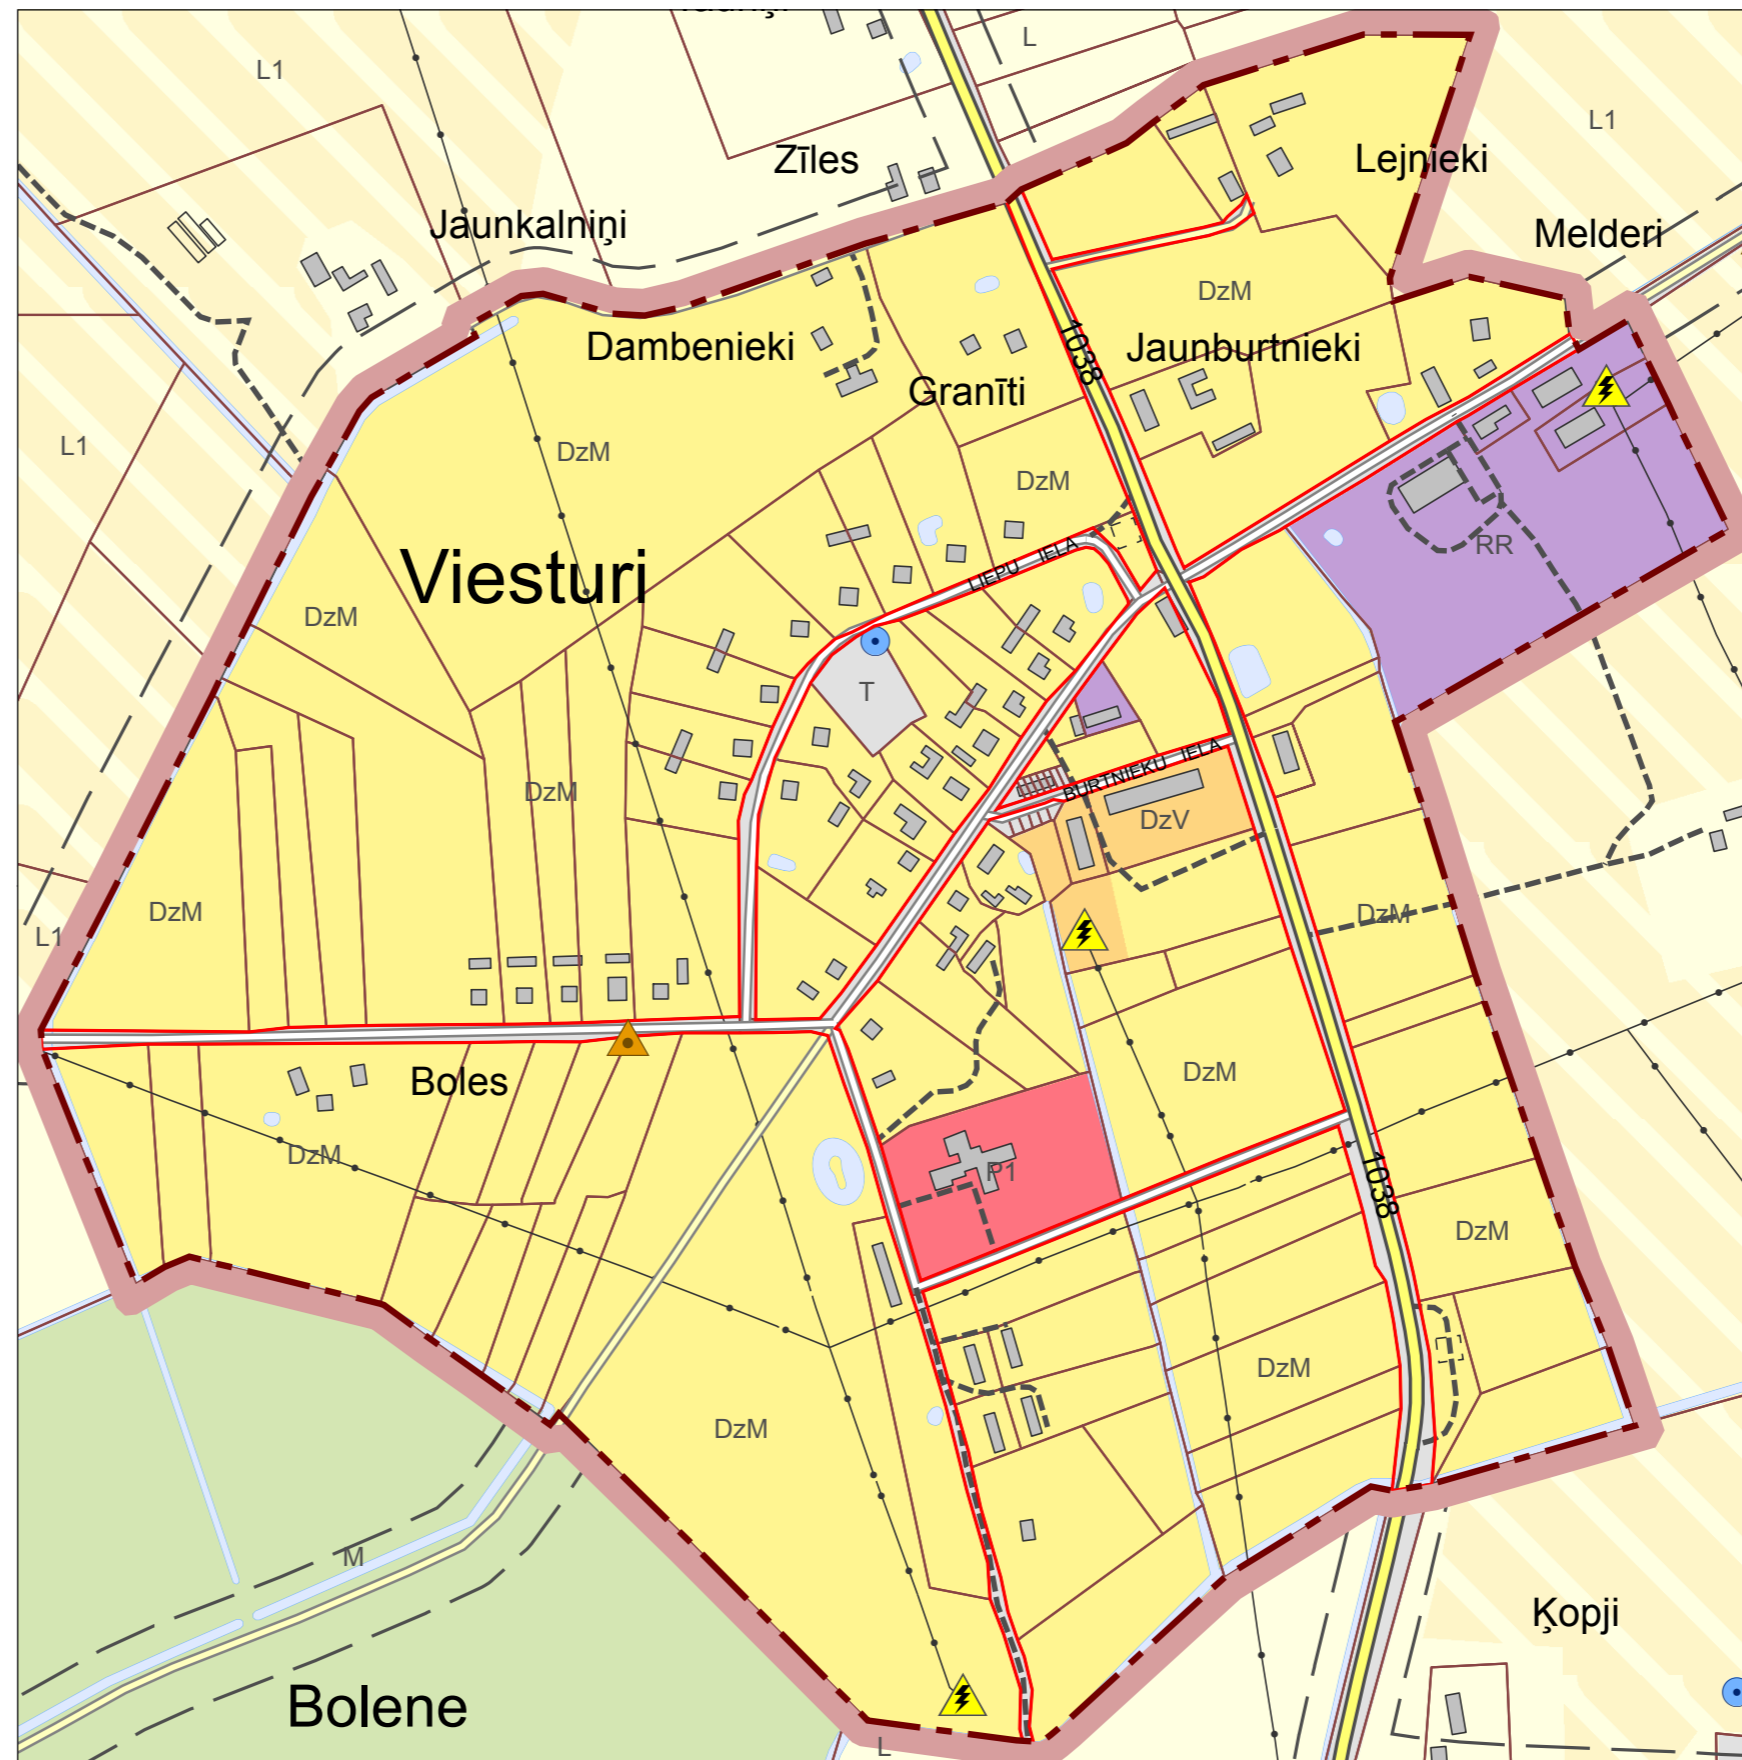 L
L1
L1
Zīles
Lejnieki
Jaunkalniņi
Melderi
DzM
Dambenieki
1038
Jaunburtnieki
Granīti
L1
DzM
DzM
RR
LIEPU IELA
Viesturi
DzM
T
BURTNIEKU IELA
DzM
DzV
DzM
DzM
L1
Boles
DzM
DzM
P1
1038
DzM
DzM
DzM
M
Ķopji
Bolene
L